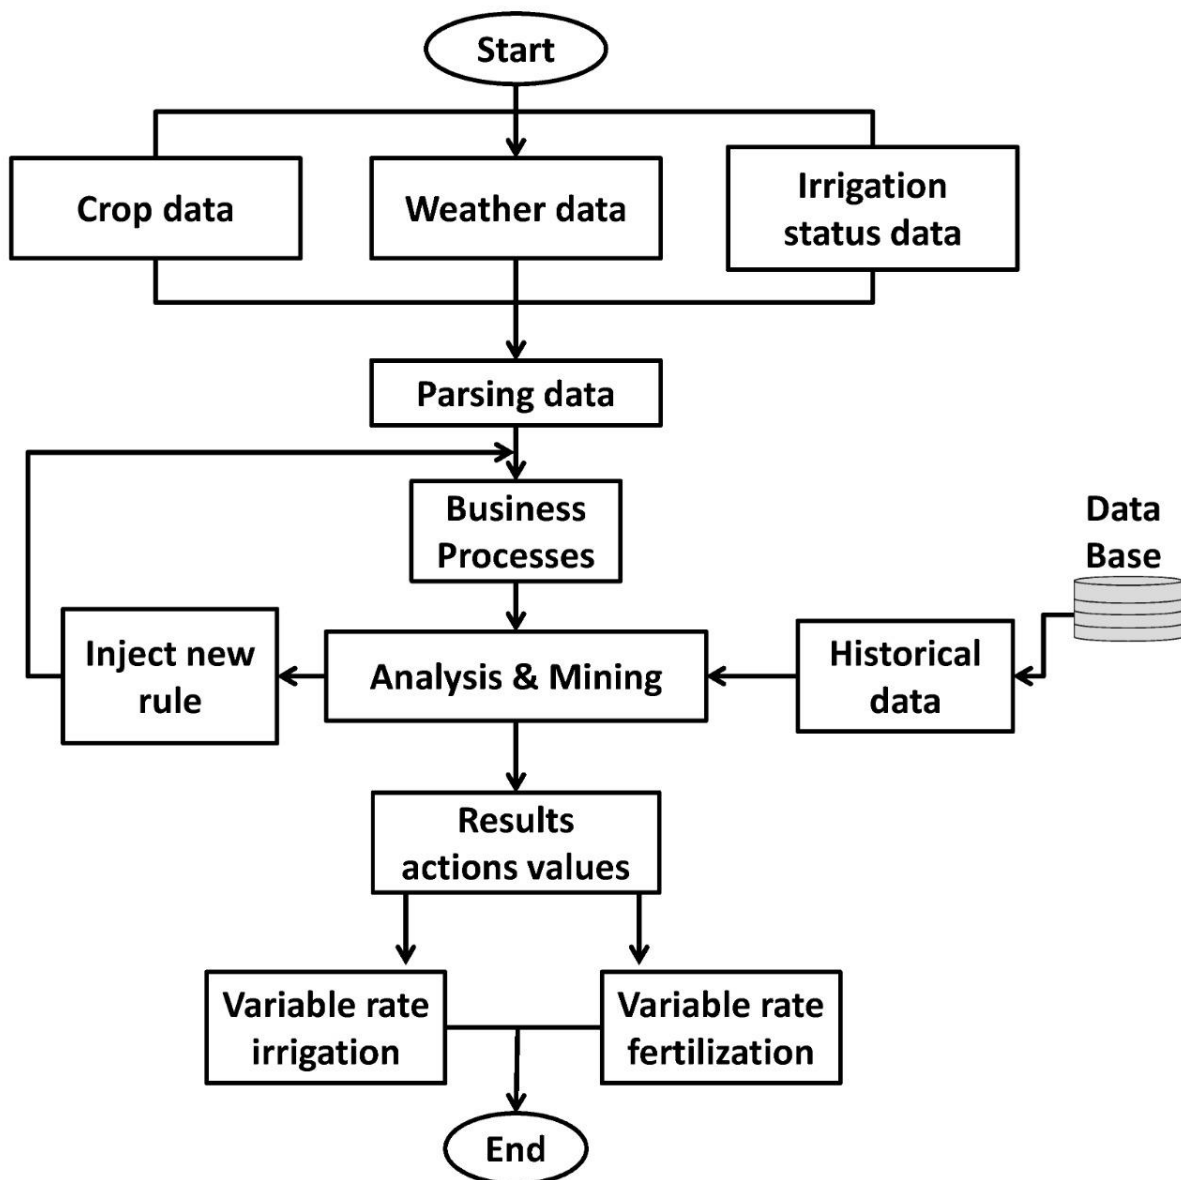 Start
Crop data
Weather data
Irrigation
status data
Parsing data
Business
Processes
Data
Base
Inject new
rule
Analysis & Mining
Historical
data
Results
actions values
Variable rate
irrigation
Variable rate
fertilization
End